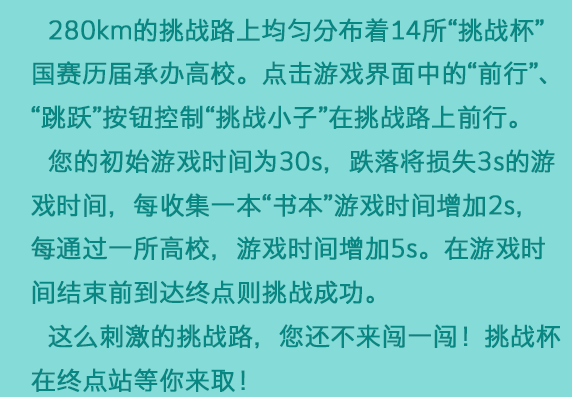 280km的挑战路上均匀分布着14所“挑战杯”
国赛历届承办高校。点击游戏界面中的“前行”、
“跳跃”按钮控制“挑战小子”在挑战路上前行。
您的初始游戏时间为30s，跌落将损失3s的游
戏时间，每收集一本“书本”游戏时间增加2s，
每通过一所高校，游戏时间增加5s。在游戏时
间结束前到达终点则挑战成功。
这么刺激的挑战路，您还不来闯一闯！挑战杯
在终点站等你来取！